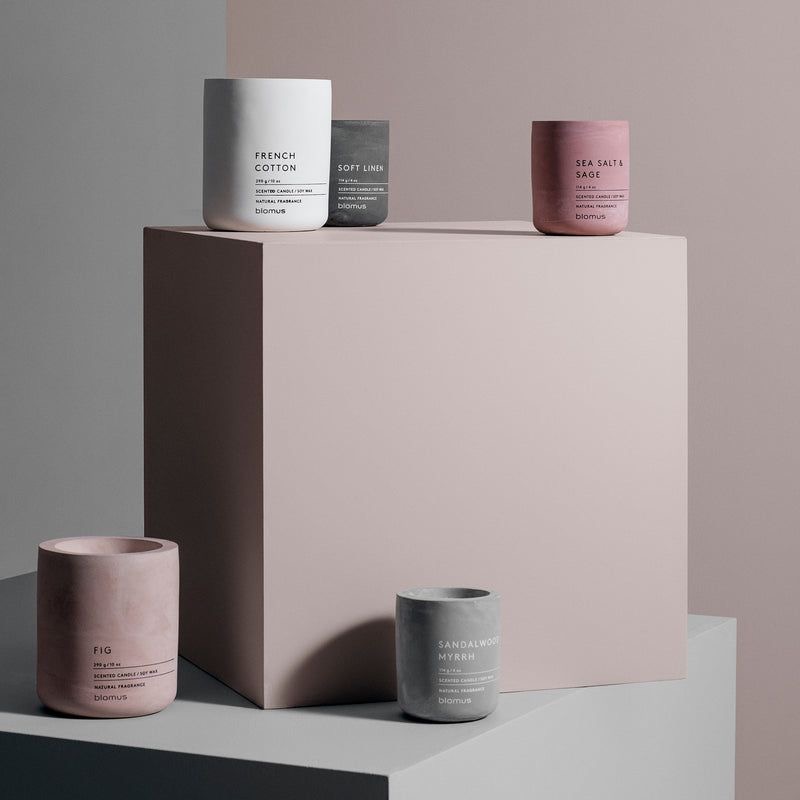 FRENCH
COTTON
290 g / 10 oz
SCENTED CANDLE / SOY WAX
NATURAL FRAGRANCE
blomus
SOFT LINEN
114 g / 4 oz
SCENTED CANDLE / SOY WAX
NATURAL FRAGRANCE
blomus
SEA SALT &
SAGE
114 g / 4 oz
SCENTED CANDLE / SOY WAX
NATURAL FRAGRANCE
blomus
FIG
290 g / 10 oz
SCENTED CANDLE / SOY WAX
NATURAL FRAGRANCE
blomus
SANDALWOOD
MYRRH
114 g / 4 oz
SCENTED CANDLE / SOY WAX
NATURAL FRAGRANCE
blomus